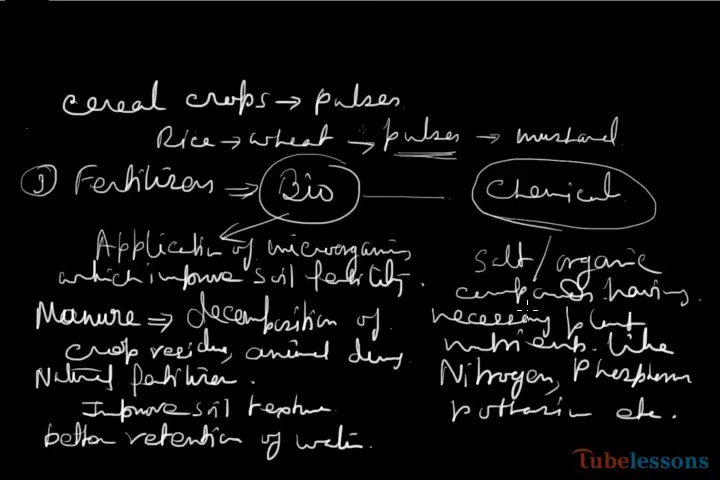 cereal crops → pulses
Rice → wheat → pulses → mustard
3) Fertilizers ⇒ Bio — Chemical
Application of microorganisms
which improve soil fertility.
Manure ⇒ decomposition of
crop residue, animal dung
Natural fertilizer.
Improve soil texture
better retention of water.
Salt / organic
compounds having
necessary plant
nutrients like
Nitrogen, Phosphorus
pottasium etc.
Tubelessons